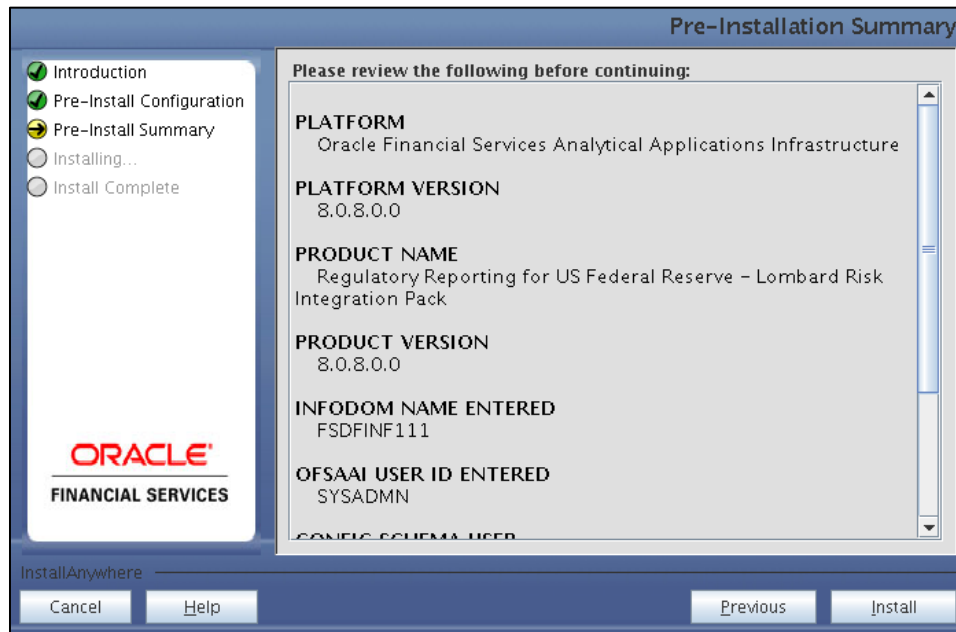 Pre-Installation Summary
Introduction
Pre-Install Configuration
Pre-Install Summary
Installing...
Install Complete
ORACLE®
FINANCIAL SERVICES
Please review the following before continuing:
PLATFORM
Oracle Financial Services Analytical Applications Infrastructure
PLATFORM VERSION
8.0.8.0.0
PRODUCT NAME
Regulatory Reporting for US Federal Reserve – Lombard Risk
Integration Pack
PRODUCT VERSION
8.0.8.0.0
INFODOM NAME ENTERED
FSDFINF111
OFSAAI USER ID ENTERED
SYSADMN
CONFIG SCHEMA USER
InstallAnywhere
Cancel
Help
Previous
Install